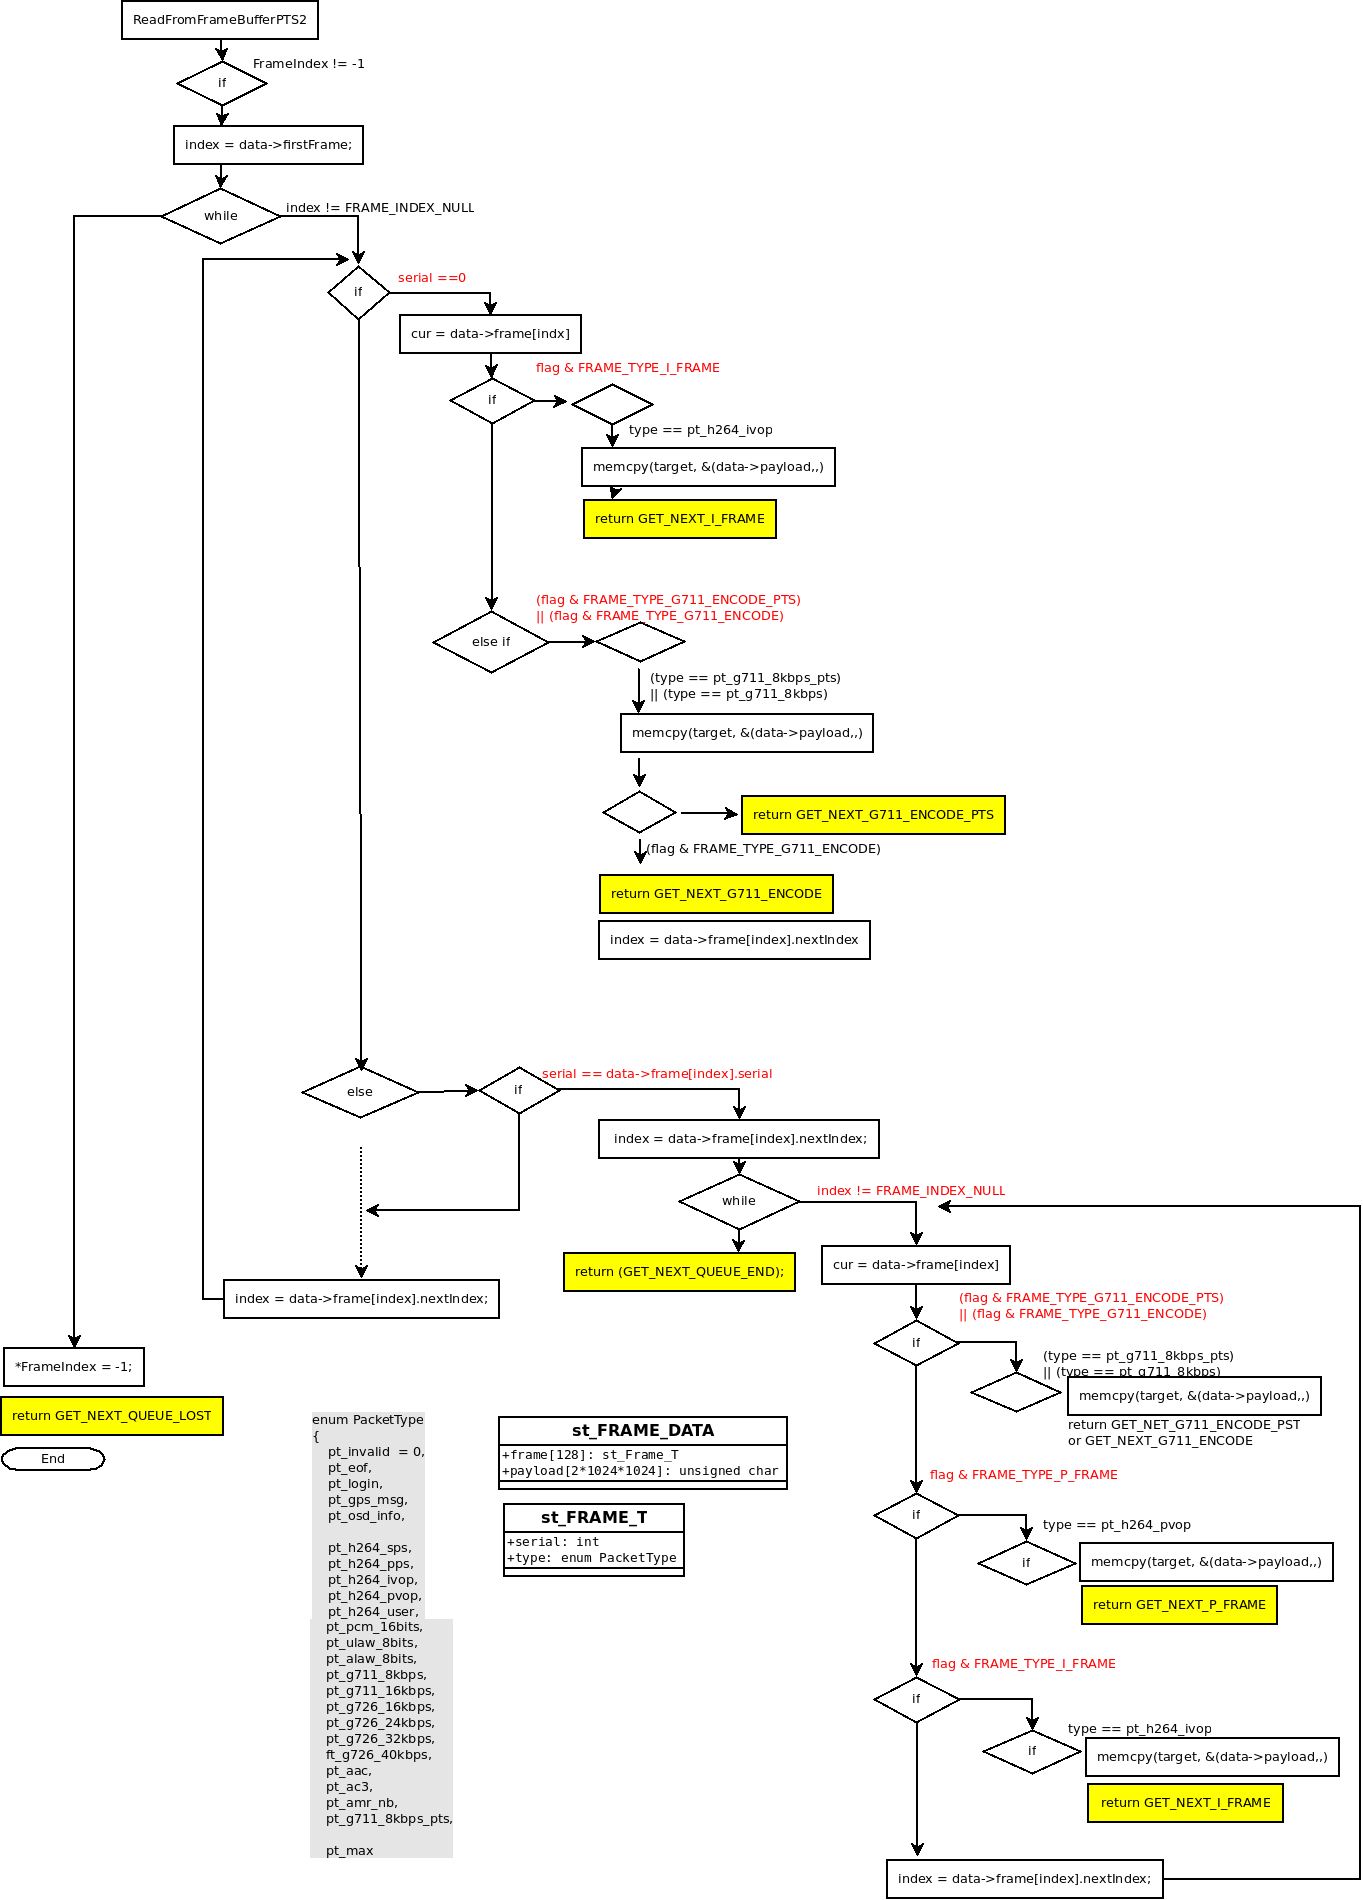 ReadFromFrameBufferPTS2
FrameIndex != -1
if
index = data->firstFrame;
while
index != FRAME_INDEX_NULL
if
serial ==0
cur = data->frame[indx]
flag & FRAME_TYPE_I_FRAME
if
type == pt_h264_ivop
memcpy(target, &(data->payload,,)
return GET_NEXT_I_FRAME
(flag & FRAME_TYPE_G711_ENCODE_PTS)
|| (flag & FRAME_TYPE_G711_ENCODE)
else if
(type == pt_g711_8kbps_pts)
|| (type == pt_g711_8kbps)
memcpy(target, &(data->payload,,)
return GET_NEXT_G711_ENCODE_PTS
(flag & FRAME_TYPE_G711_ENCODE)
return GET_NEXT_G711_ENCODE
index = data->frame[index].nextIndex
else
if
serial == data->frame[index].serial
index = data->frame[index].nextIndex;
while
index != FRAME_INDEX_NULL
return (GET_NEXT_QUEUE_END);
cur = data->frame[index]
index = data->frame[index].nextIndex;
(flag & FRAME_TYPE_G711_ENCODE_PTS)
|| (flag & FRAME_TYPE_G711_ENCODE)
if
(type == pt_g711_8kbps_pts)
|| (type == pt_g711_8kbps)
memcpy(target, &(data->payload,,)
return GET_NET_G711_ENCODE_PST
or GET_NEXT_G711_ENCODE
*FrameIndex = -1;
return GET_NEXT_QUEUE_LOST
End
flag & FRAME_TYPE_P_FRAME
if
type == pt_h264_pvop
if
memcpy(target, &(data->payload,,)
return GET_NEXT_P_FRAME
flag & FRAME_TYPE_I_FRAME
if
type == pt_h264_ivop
if
memcpy(target, &(data->payload,,)
return GET_NEXT_I_FRAME
index = data->frame[index].nextIndex;
enum PacketType
{
pt_invalid  = 0,
pt_eof,
pt_login,
pt_gps_msg,
pt_osd_info,
pt_h264_sps,
pt_h264_pps,
pt_h264_ivop,
pt_h264_pvop,
pt_h264_user,
pt_pcm_16bits,
pt_ulaw_8bits,
pt_alaw_8bits,
pt_g711_8kbps,
pt_g711_16kbps,
pt_g726_16kbps,
pt_g726_24kbps,
pt_g726_32kbps,
ft_g726_40kbps,
pt_aac,
pt_ac3,
pt_amr_nb,
pt_g711_8kbps_pts,
pt_max
st_FRAME_DATA
+frame[128]: st_Frame_T
+payload[2*1024*1024]: unsigned char
st_FRAME_T
+serial: int
+type: enum PacketType